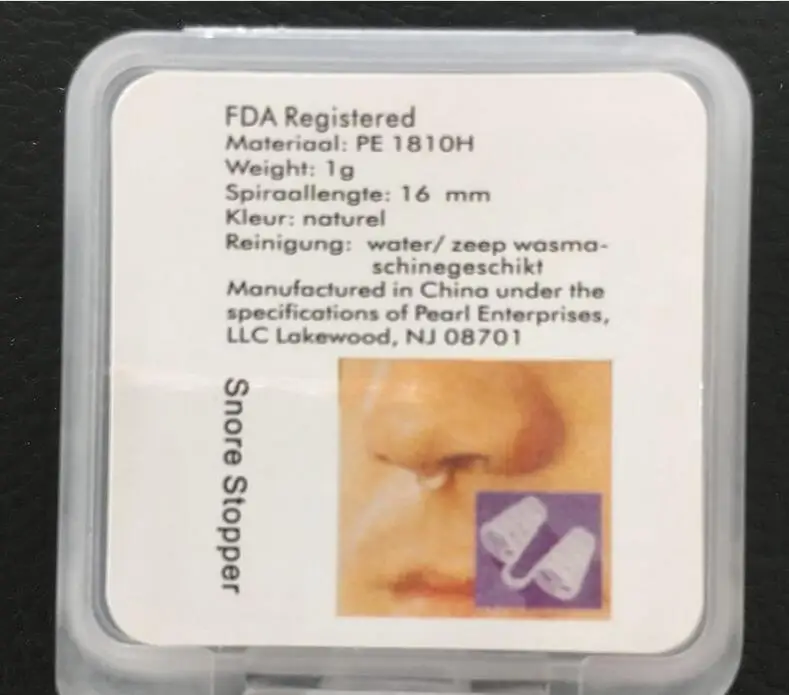 FDA Registered
Materiaal: PE 1810H
Weight: 1g
Spiraallengte: 16 mm
Kleur: naturel
Reinigung: water/ zeep wasma-
schinegeschikt
Manufactured in China under the
specifications of Pearl Enterprises,
LLC Lakewood, NJ 08701
Snore Stopper